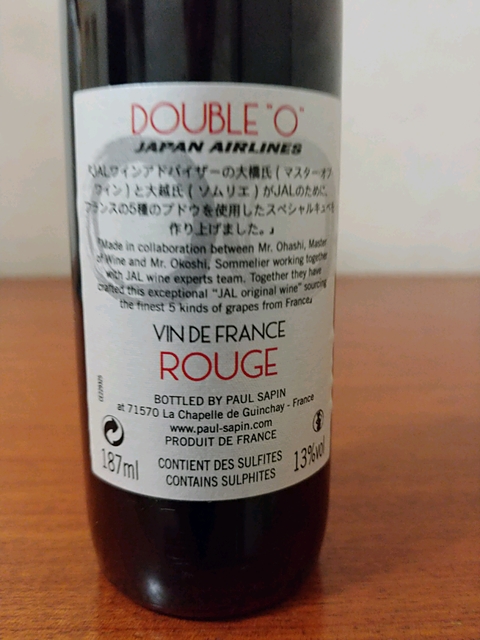 DOUBLE "O"
JAPAN AIRLINES
『JALワインアドバイザーの大橋氏（マスターオブ
ワイン）と大越氏（ソムリエ）がJALのために、
フランスの5種のブドウを使用したスペシャルキュベを
作り上げました。』
『Made in collaboration between Mr. Ohashi, Master
of Wine and Mr. Okoshi, Sommelier working together
with JAL wine experts team. Together they have
crafted this exceptional "JAL original wine" sourcing
the finest 5 kinds of grapes from France』
VIN DE FRANCE
ROUGE
BOTTLED BY PAUL SAPIN
at 71570 La Chapelle de Guinchay - France
www.paul-sapin.com
PRODUIT DE FRANCE
187ml
CONTIENT DES SULFITES
CONTAINS SULPHITES
13%vol